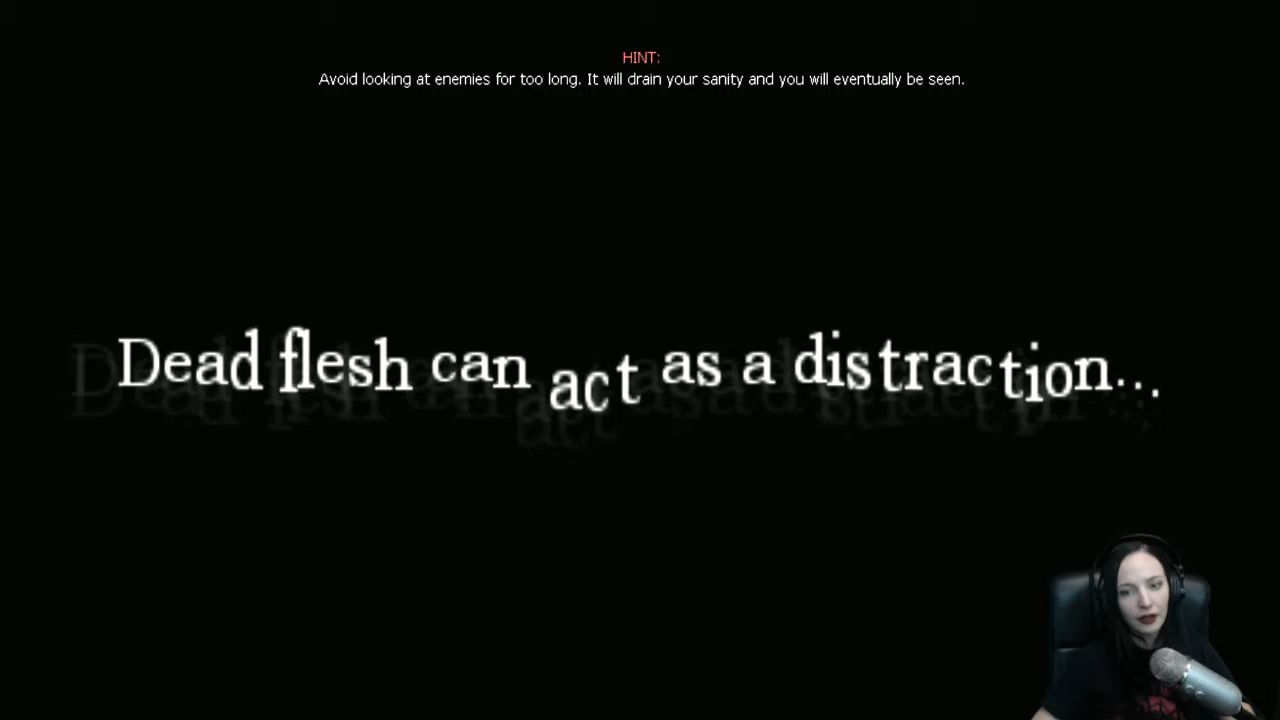 HINT:
Avoid looking at enemies for too long. It will drain your sanity and you will eventually be seen.
Dead flesh can act as a distraction...